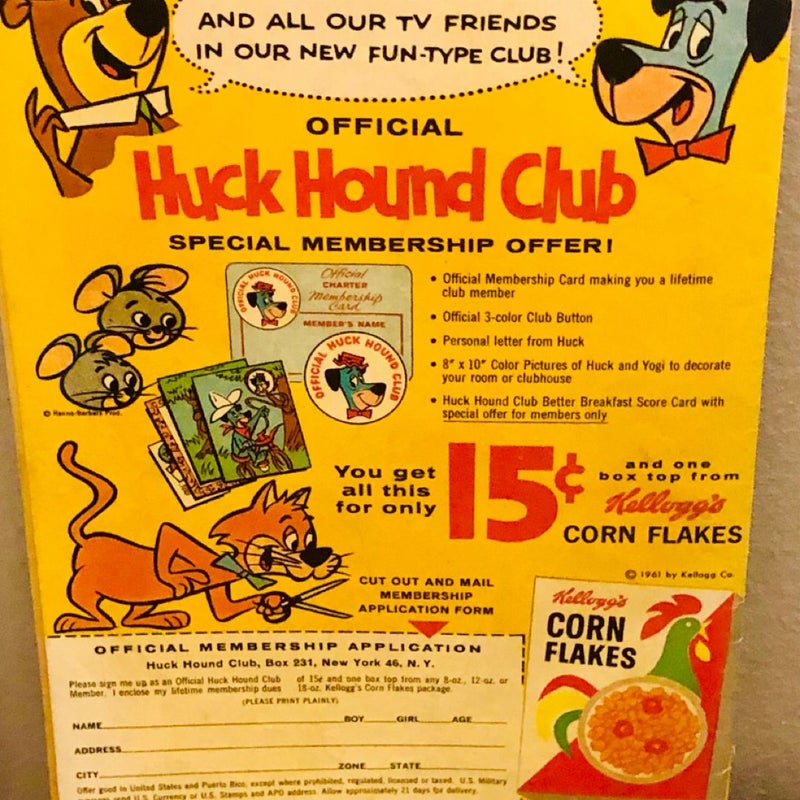 AND ALL OUR TV FRIENDS
IN OUR NEW FUN-TYPE CLUB!
OFFICIAL
Huck Hound Club
SPECIAL MEMBERSHIP OFFER!
OFFICIAL HUCK HOUND CLUB
Official
CHARTER
Membership
Card
MEMBER'S NAME
OFFICIAL HUCK HOUND CLUB
• Official Membership Card making you a lifetime
club member
• Official 3-color Club Button
• Personal letter from Huck
• 8" x 10" Color Pictures of Huck and Yogi to decorate
your room or clubhouse
• Huck Hound Club Better Breakfast Score Card with
special offer for members only
© Hanna-Barbera Prod.
You get
all this
for only
15¢
and one
box top from
Kellogg's
CORN FLAKES
© 1961 by Kellogg Co.
CUT OUT AND MAIL
MEMBERSHIP
APPLICATION FORM
Kellogg's
CORN
FLAKES
OFFICIAL MEMBERSHIP APPLICATION
Huck Hound Club, Box 231, New York 46, N. Y.
Please sign me up as an Official Huck Hound Club
Member. I enclose my lifetime membership dues
of 15¢ and one box top from any 8-oz., 12-oz. or
18-oz. Kellogg's Corn Flakes package.
(PLEASE PRINT PLAINLY)
NAME BOY GIRL AGE
ADDRESS
CITY ZONE STATE
Offer good in United States and Puerto Rico, except where prohibited, regulated, licensed or taxed. U.S. Military
send U.S. Currency or U.S. Stamps and APO address. Allow approximately 21 days for delivery.